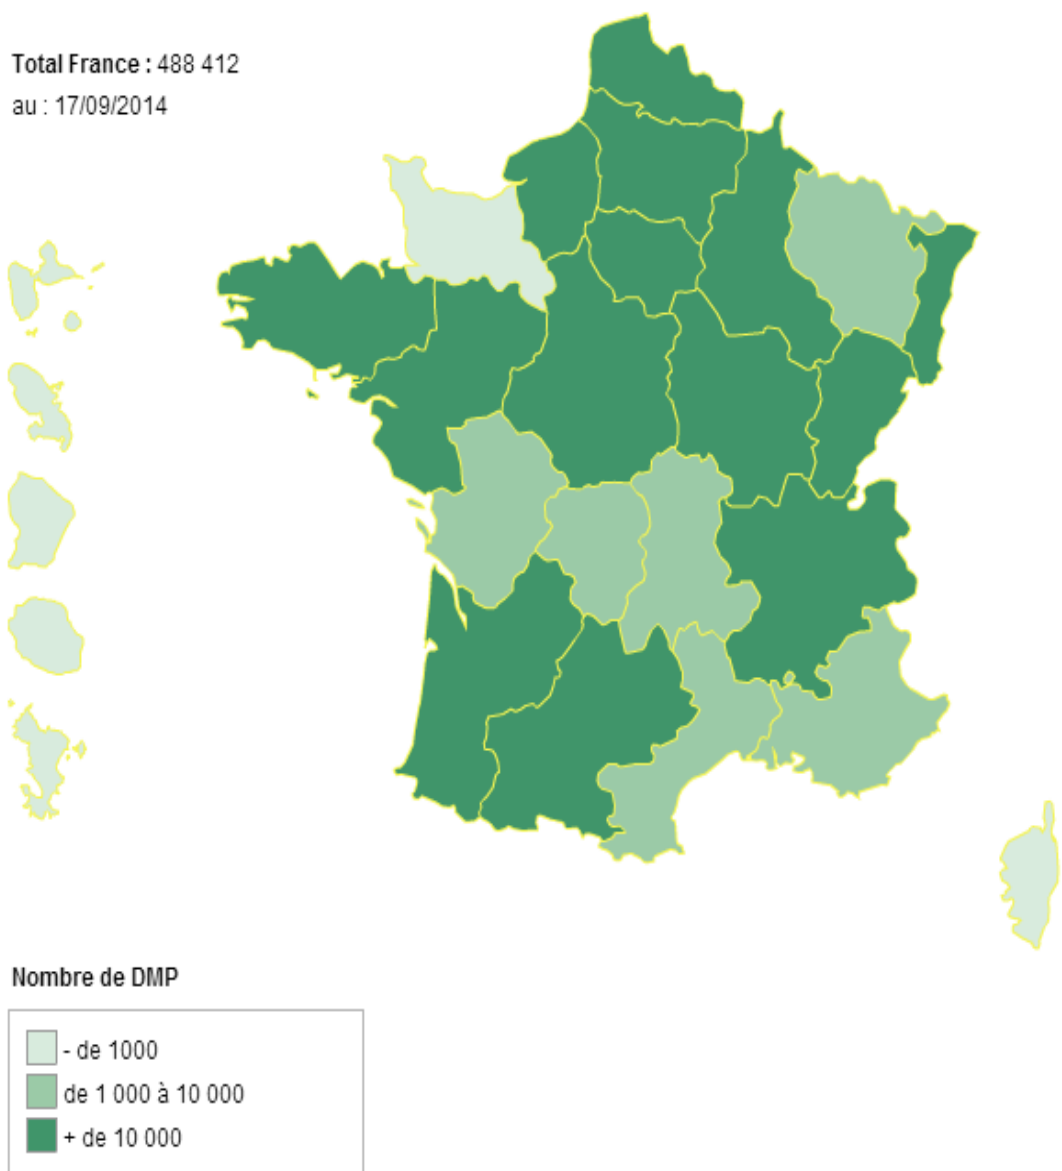 Total France : 488 412
au : 17/09/2014
Nombre de DMP
- de 1000
de 1 000 à 10 000
+ de 10 000